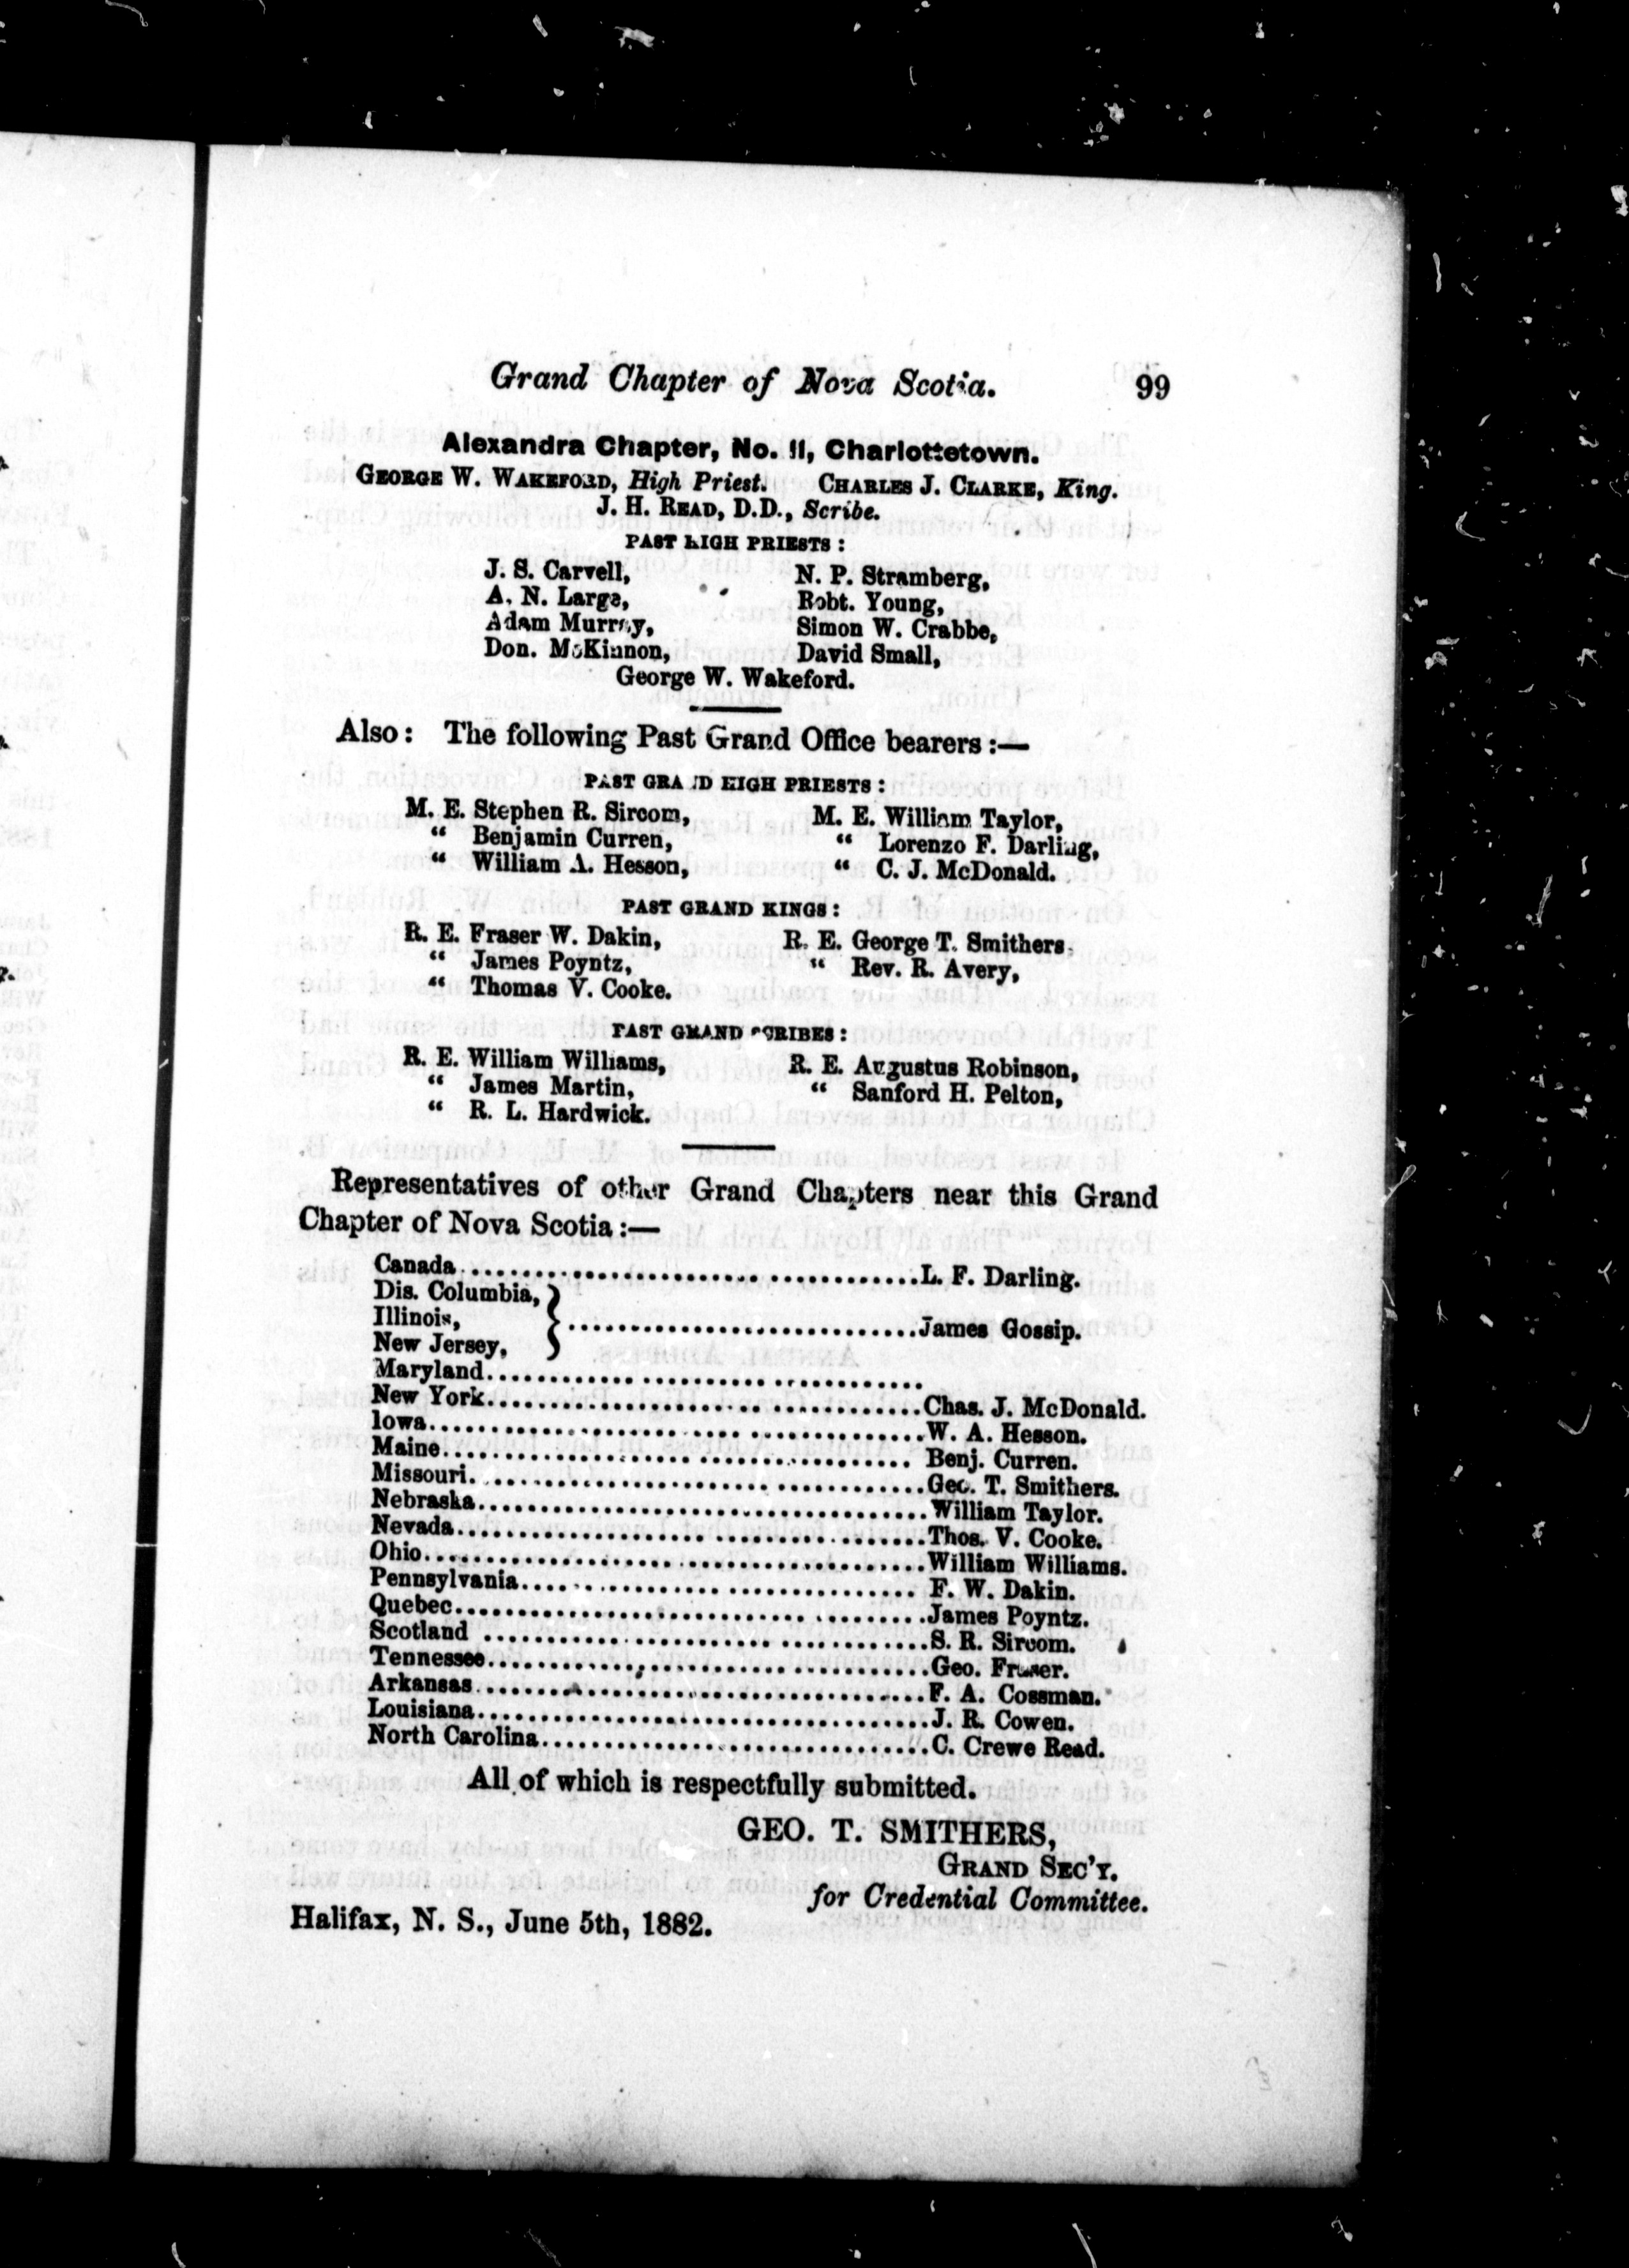 Grand Chapter of Nova Scotia. 99
Alexandra Chapter, No. 11, Charlottetown.
GEORGE W. WAKEFORD, High Priest. CHARLES J. CLARKE, King.
J. H. READ, D.D., Scribe.
PAST HIGH PRIESTS:
J. S. Carvell, N. P. Stramberg,
A. N. Large, Robt. Young,
Adam Murray, Simon W. Crabbe,
Don. McKinnon, David Small,
George W. Wakeford.
Also: The following Past Grand Office bearers:—
PAST GRAND HIGH PRIESTS:
M. E. Stephen R. Sircom, M. E. William Taylor,
“ Benjamin Curren, “ Lorenzo F. Darling,
“ William A. Hesson, “ C. J. McDonald.
PAST GRAND KINGS:
R. E. Fraser W. Dakin, R. E. George T. Smithers
“ James Poyntz, “ Rev. R. Avery,
“ Thomas V. Cooke.
PAST GRAND SCRIBES:
R. E. William Williams, R. E. Augustus Robinson,
“ James Martin, “ Sanford H. Pelton,
“ R. L. Hardwick.
Representatives of other Grand Chapters near this Grand
Chapter of Nova Scotia:—
Canada........................................L. F. Darling.
Dis. Columbia,
Illinois, } ..............................James Gossip.
New Jersey,
Maryland........................................
New York........................................Chas. J. McDonald.
Iowa........................................W. A. Hesson.
Maine........................................ Benj. Curren.
Missouri........................................Geo. T. Smithers.
Nebraska........................................William Taylor.
Nevada........................................Thos. V. Cooke.
Ohio........................................William Williams.
Pennsylvania........................................ F. W. Dakin.
Quebec........................................James Poyntz.
Scotland ........................................S. R. Sircom.
Tennessee........................................Geo. Fraser.
Arkansas........................................F. A. Cossman.
Louisiana........................................J. R. Cowen.
North Carolina........................................C. Crewe Read.
All of which is respectfully submitted.
GEO. T. SMITHERS,
GRAND SEC'Y.
for Credential Committee.
Halifax, N. S., June 5th, 1882.